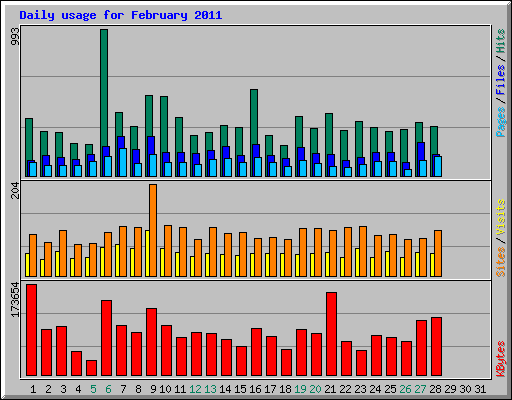 Daily usage for February 2011
993
Pages / Files / Hits
204
Sites / Visits
173654
KBytes
1 2 3 4 5 6 7 8 9 10 11 12 13 14 15 16 17 18 19 20 21 22 23 24 25 26 27 28 29 30 31